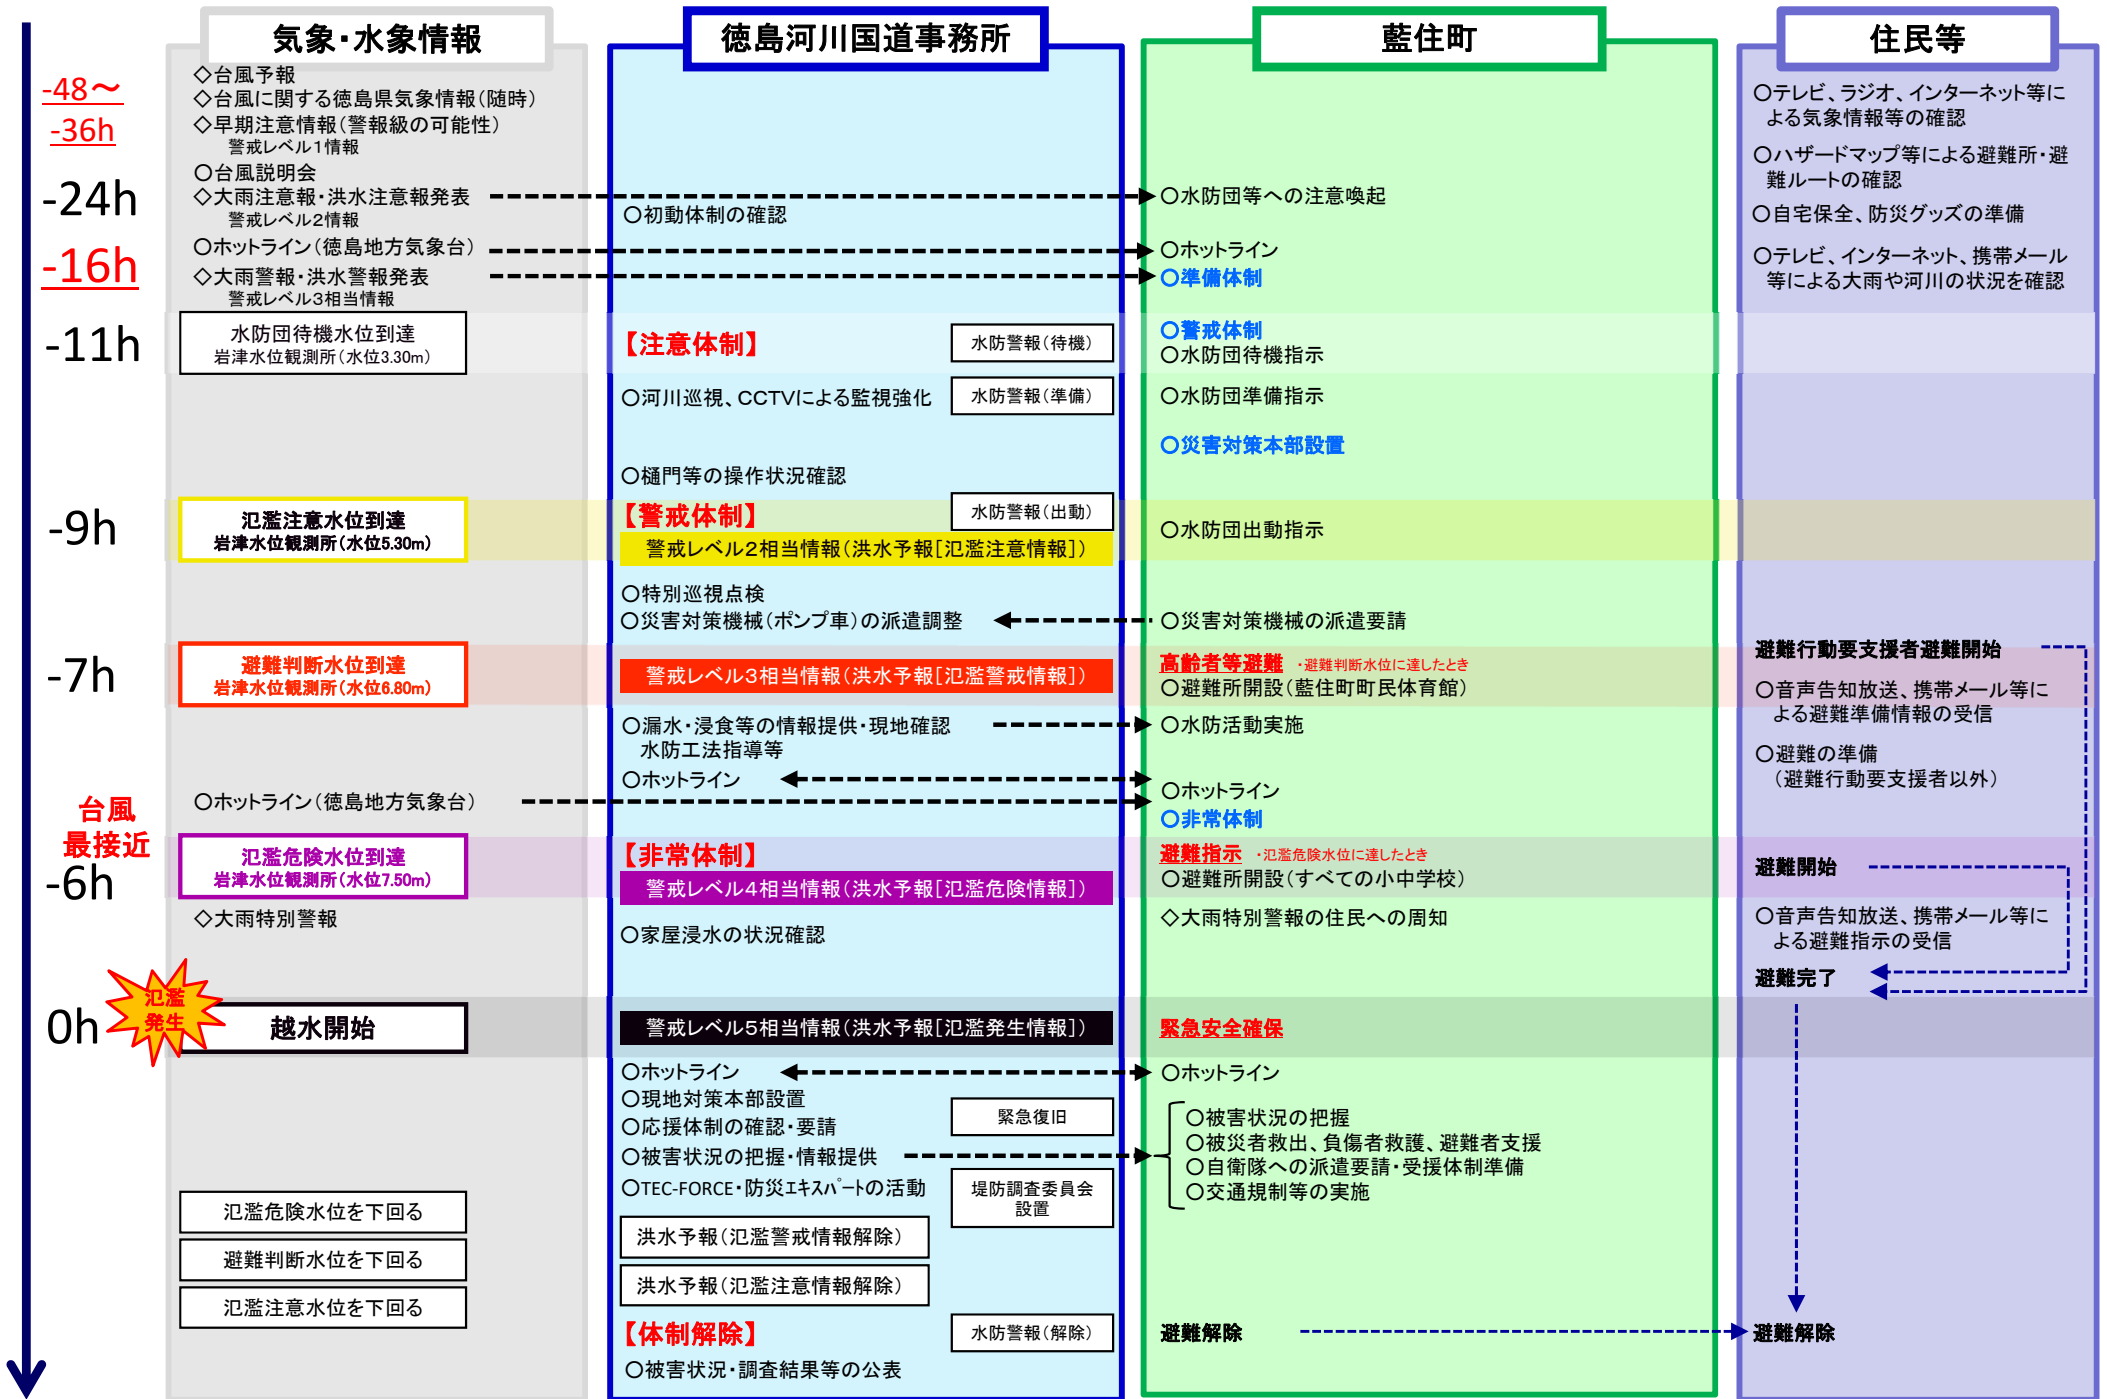 気象・水象情報
徳島河川国道事務所
藍住町
住民等
-48～
-36h
-24h
-16h
-11h
-9h
-7h
台風
最接近
-6h
0h
氾濫
発生
◇台風予報
◇台風に関する徳島県気象情報(随時)
◇早期注意情報(警報級の可能性)
警戒レベル1情報
○台風説明会
◇大雨注意報・洪水注意報発表
警戒レベル2情報
○ホットライン(徳島地方気象台)
◇大雨警報・洪水警報発表
警戒レベル3相当情報
水防団待機水位到達
岩津水位観測所(水位3.30m)
氾濫注意水位到達
岩津水位観測所(水位5.30m)
避難判断水位到達
岩津水位観測所(水位6.80m)
○ホットライン(徳島地方気象台)
氾濫危険水位到達
岩津水位観測所(水位7.50m)
◇大雨特別警報
越水開始
氾濫危険水位を下回る
避難判断水位を下回る
氾濫注意水位を下回る
○初動体制の確認
【注意体制】
水防警報(待機)
○河川巡視、CCTVによる監視強化
水防警報(準備)
○樋門等の操作状況確認
【警戒体制】
水防警報(出動)
警戒レベル2相当情報(洪水予報[氾濫注意情報])
○特別巡視点検
○災害対策機械(ポンプ車)の派遣調整
警戒レベル3相当情報(洪水予報[氾濫警戒情報])
○漏水・浸食等の情報提供・現地確認
水防工法指導等
○ホットライン
【非常体制】
警戒レベル4相当情報(洪水予報[氾濫危険情報])
○家屋浸水の状況確認
警戒レベル5相当情報(洪水予報[氾濫発生情報])
○ホットライン
○現地対策本部設置
○応援体制の確認・要請
緊急復旧
○被害状況の把握・情報提供
○TEC-FORCE・防災エキスパートの活動
堤防調査委員会
設置
洪水予報(氾濫警戒情報解除)
洪水予報(氾濫注意情報解除)
【体制解除】
水防警報(解除)
○被害状況・調査結果等の公表
○水防団等への注意喚起
○ホットライン
○準備体制
○警戒体制
○水防団待機指示
○水防団準備指示
○災害対策本部設置
○水防団出動指示
○災害対策機械の派遣要請
高齢者等避難 ・避難判断水位に達したとき
○避難所開設(藍住町町民体育館)
○水防活動実施
○ホットライン
○非常体制
避難指示 ・氾濫危険水位に達したとき
○避難所開設(すべての小中学校)
◇大雨特別警報の住民への周知
緊急安全確保
○ホットライン
○被害状況の把握
○被災者救出、負傷者救護、避難者支援
○自衛隊への派遣要請・受援体制準備
○交通規制等の実施
避難解除
○テレビ、ラジオ、インターネット等に
よる気象情報等の確認
○ハザードマップ等による避難所・避
難ルートの確認
○自宅保全、防災グッズの準備
○テレビ、インターネット、携帯メール
等による大雨や河川の状況を確認
避難行動要支援者避難開始
○音声告知放送、携帯メール等に
よる避難準備情報の受信
○避難の準備
(避難行動要支援者以外)
避難開始
○音声告知放送、携帯メール等に
よる避難指示の受信
避難完了
避難解除